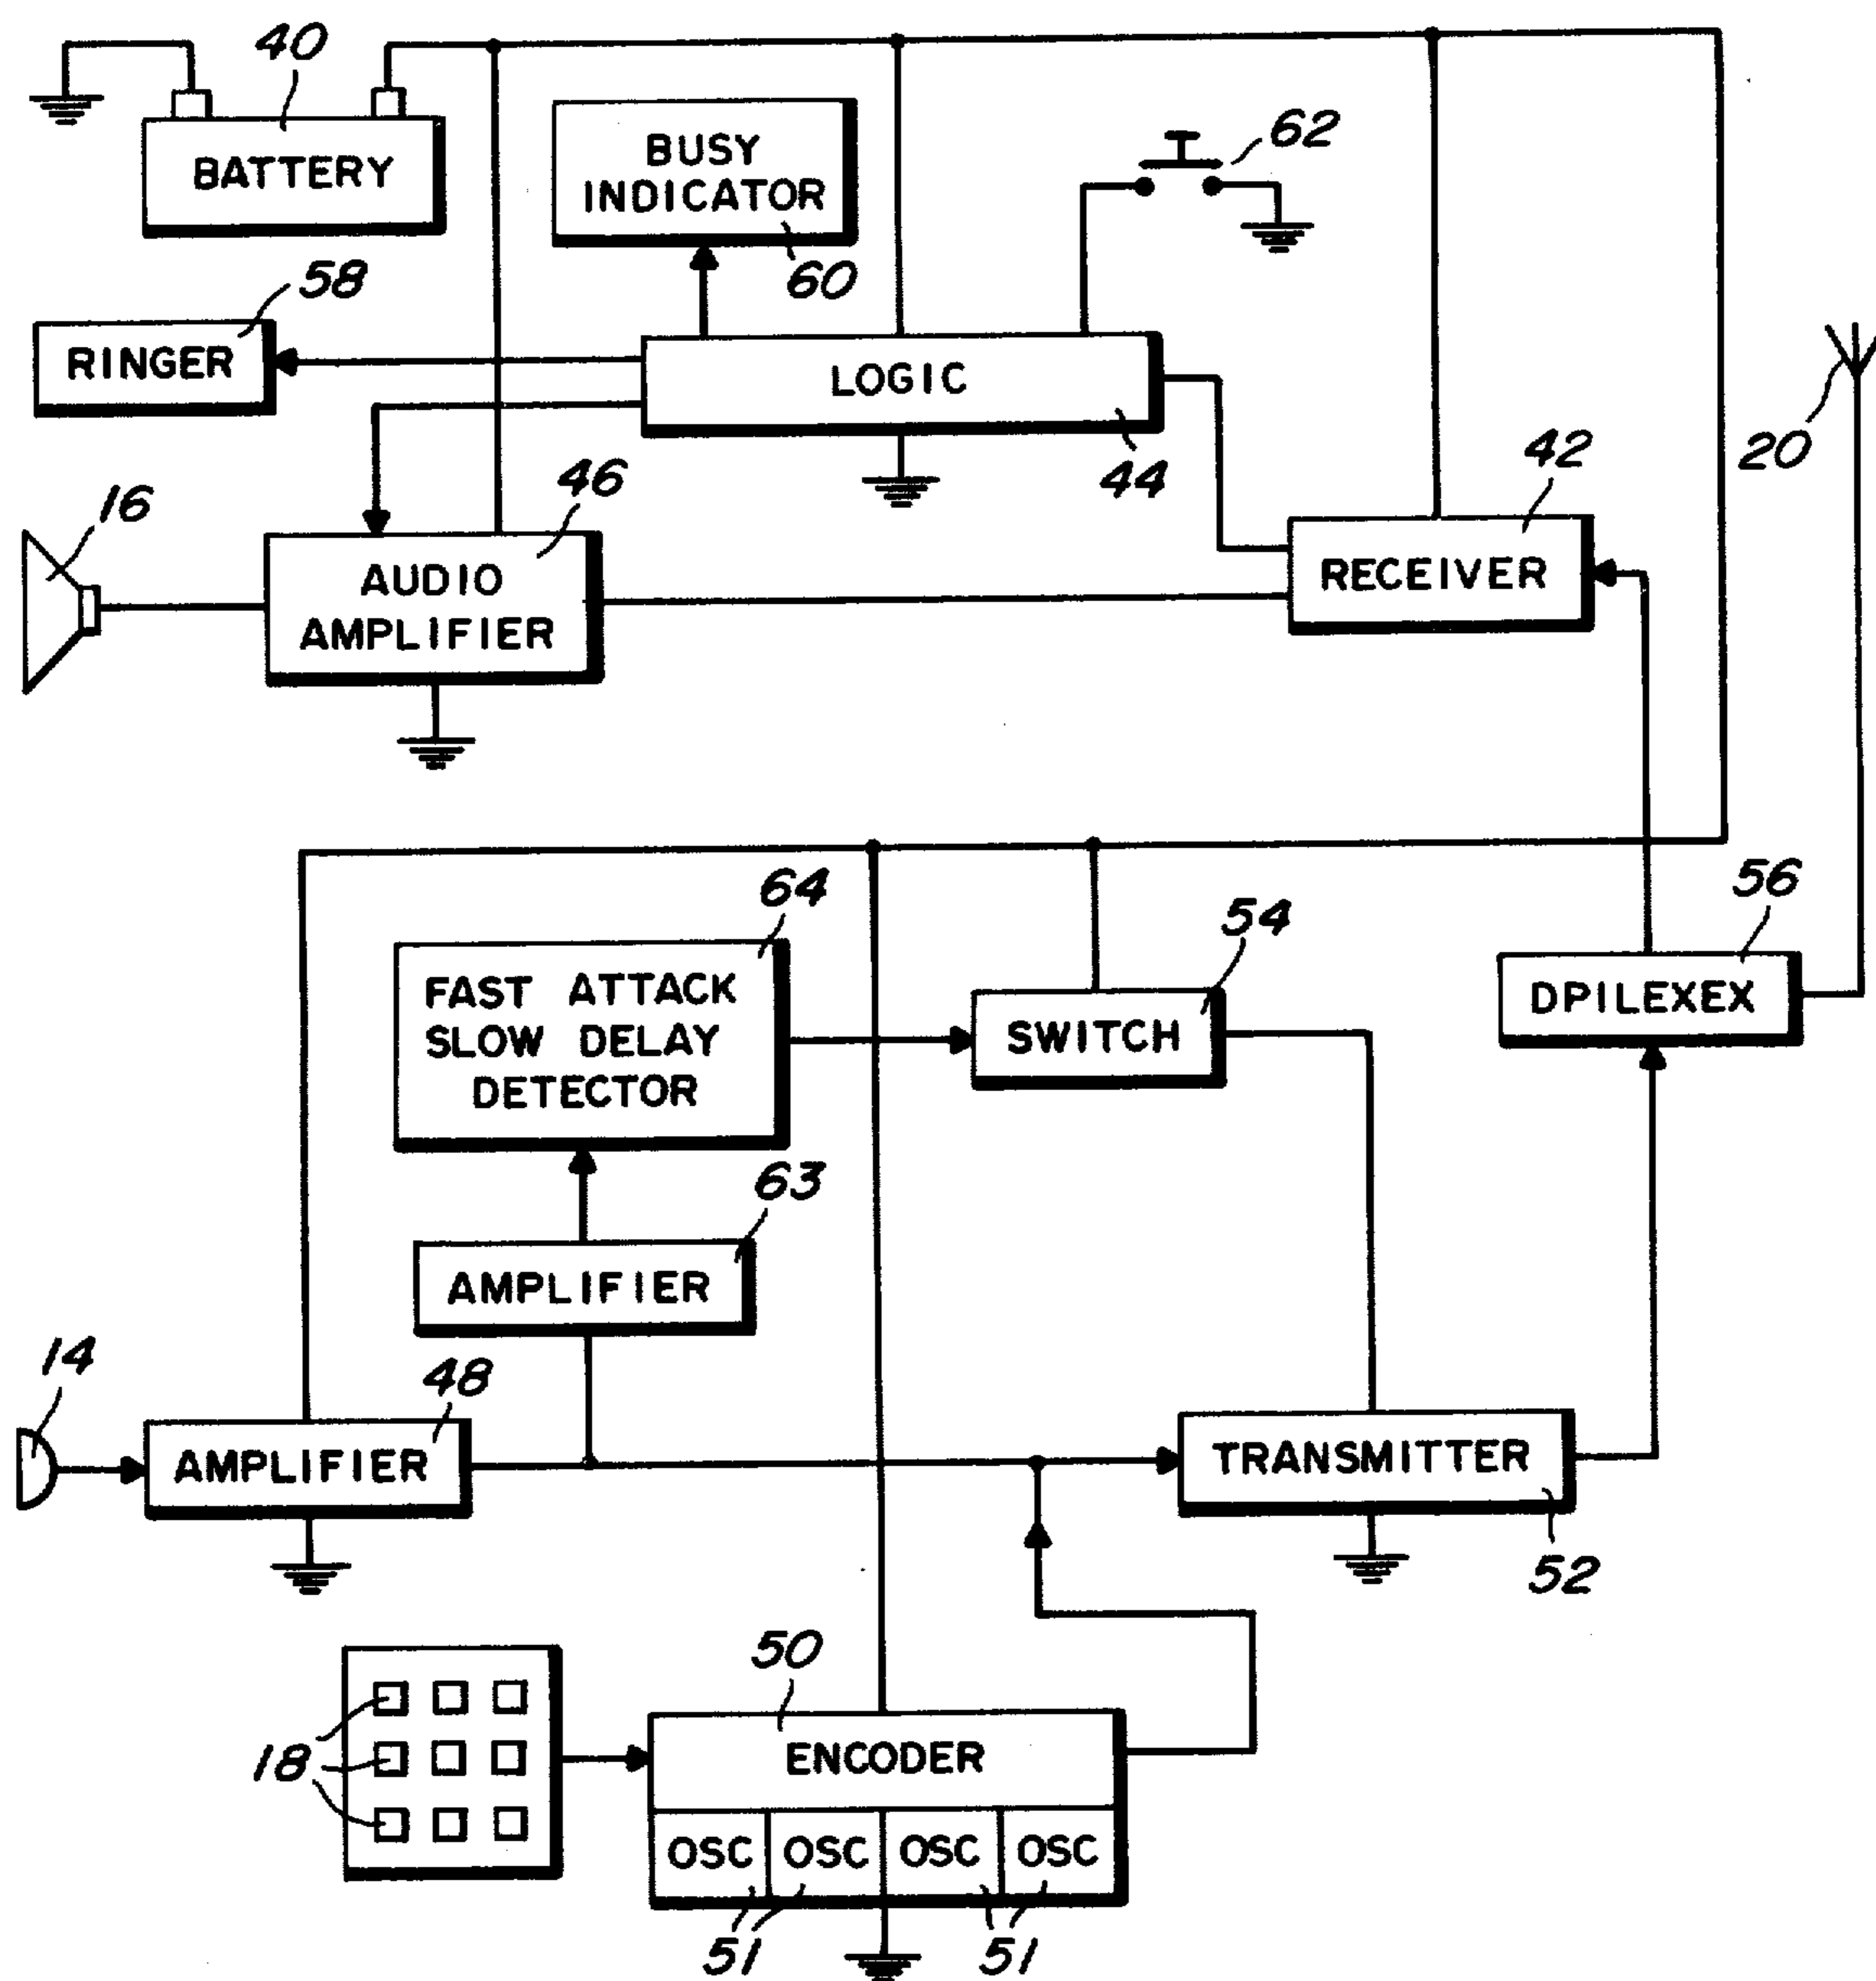 40
BATTERY
BUSY
INDICATOR
60
62
58
RINGER
LOGIC
44
20
42
RECEIVER
46
16
AUDIO
AMPLIFIER
64
FAST ATTACK
SLOW DELAY
DETECTOR
54
SWITCH
56
DPILEXEX
63
AMPLIFIER
14
48
AMPLIFIER
TRANSMITTER
52
50
18
ENCODER
OSC OSC OSC OSC
51 51